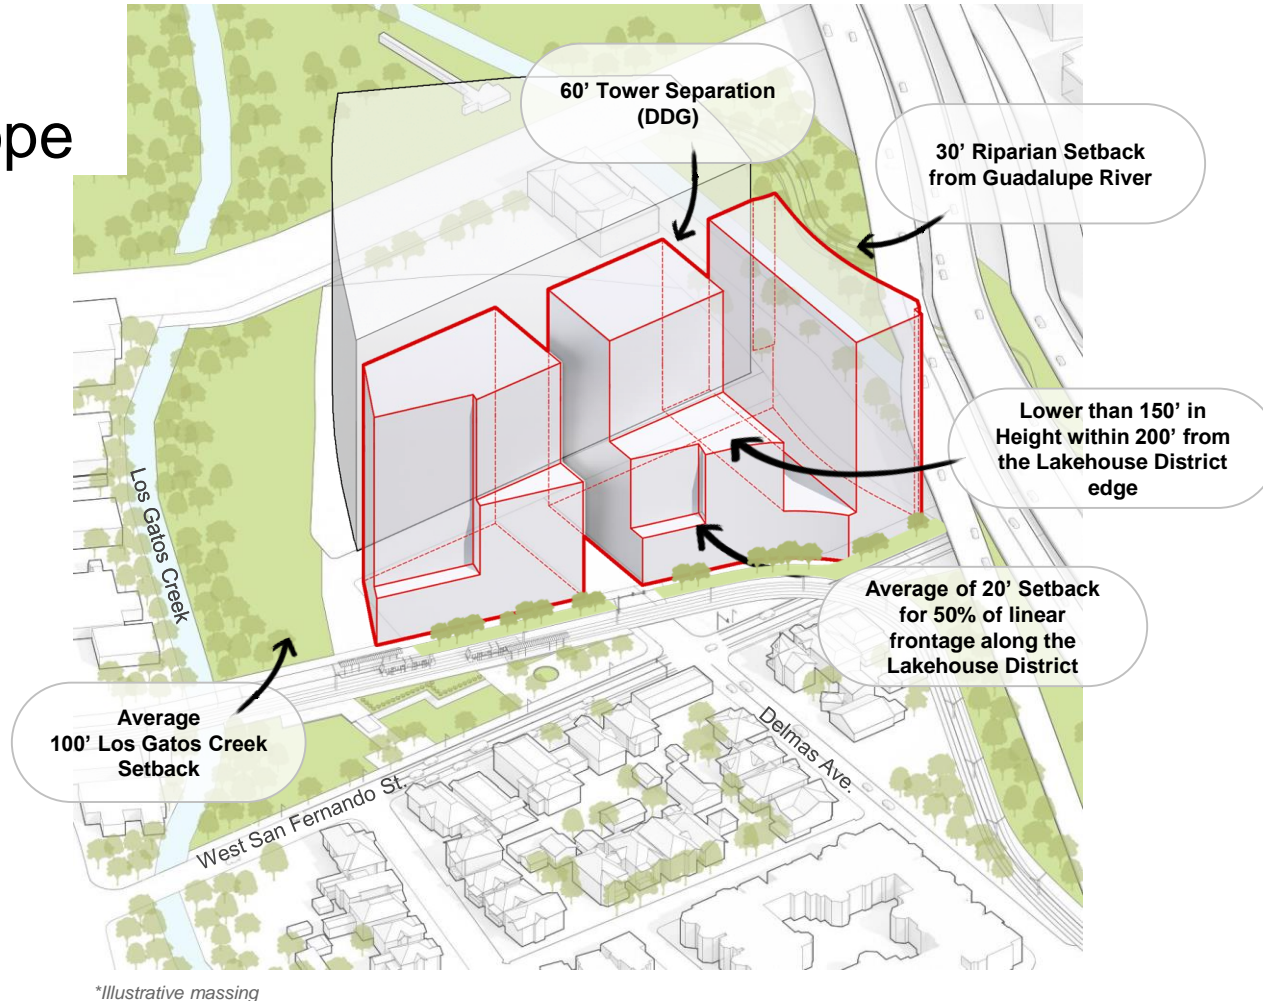 ope
60’ Tower Separation
(DDG)
30’ Riparian Setback
from Guadalupe River
Lower than 150’ in
Height within 200’ from
the Lakehouse District
edge
Average of 20’ Setback
for 50% of linear
frontage along the
Lakehouse District
Los Gatos Creek
Average
100’ Los Gatos Creek
Setback
Delmas Ave.
West San Fernando St.
*Illustrative massing